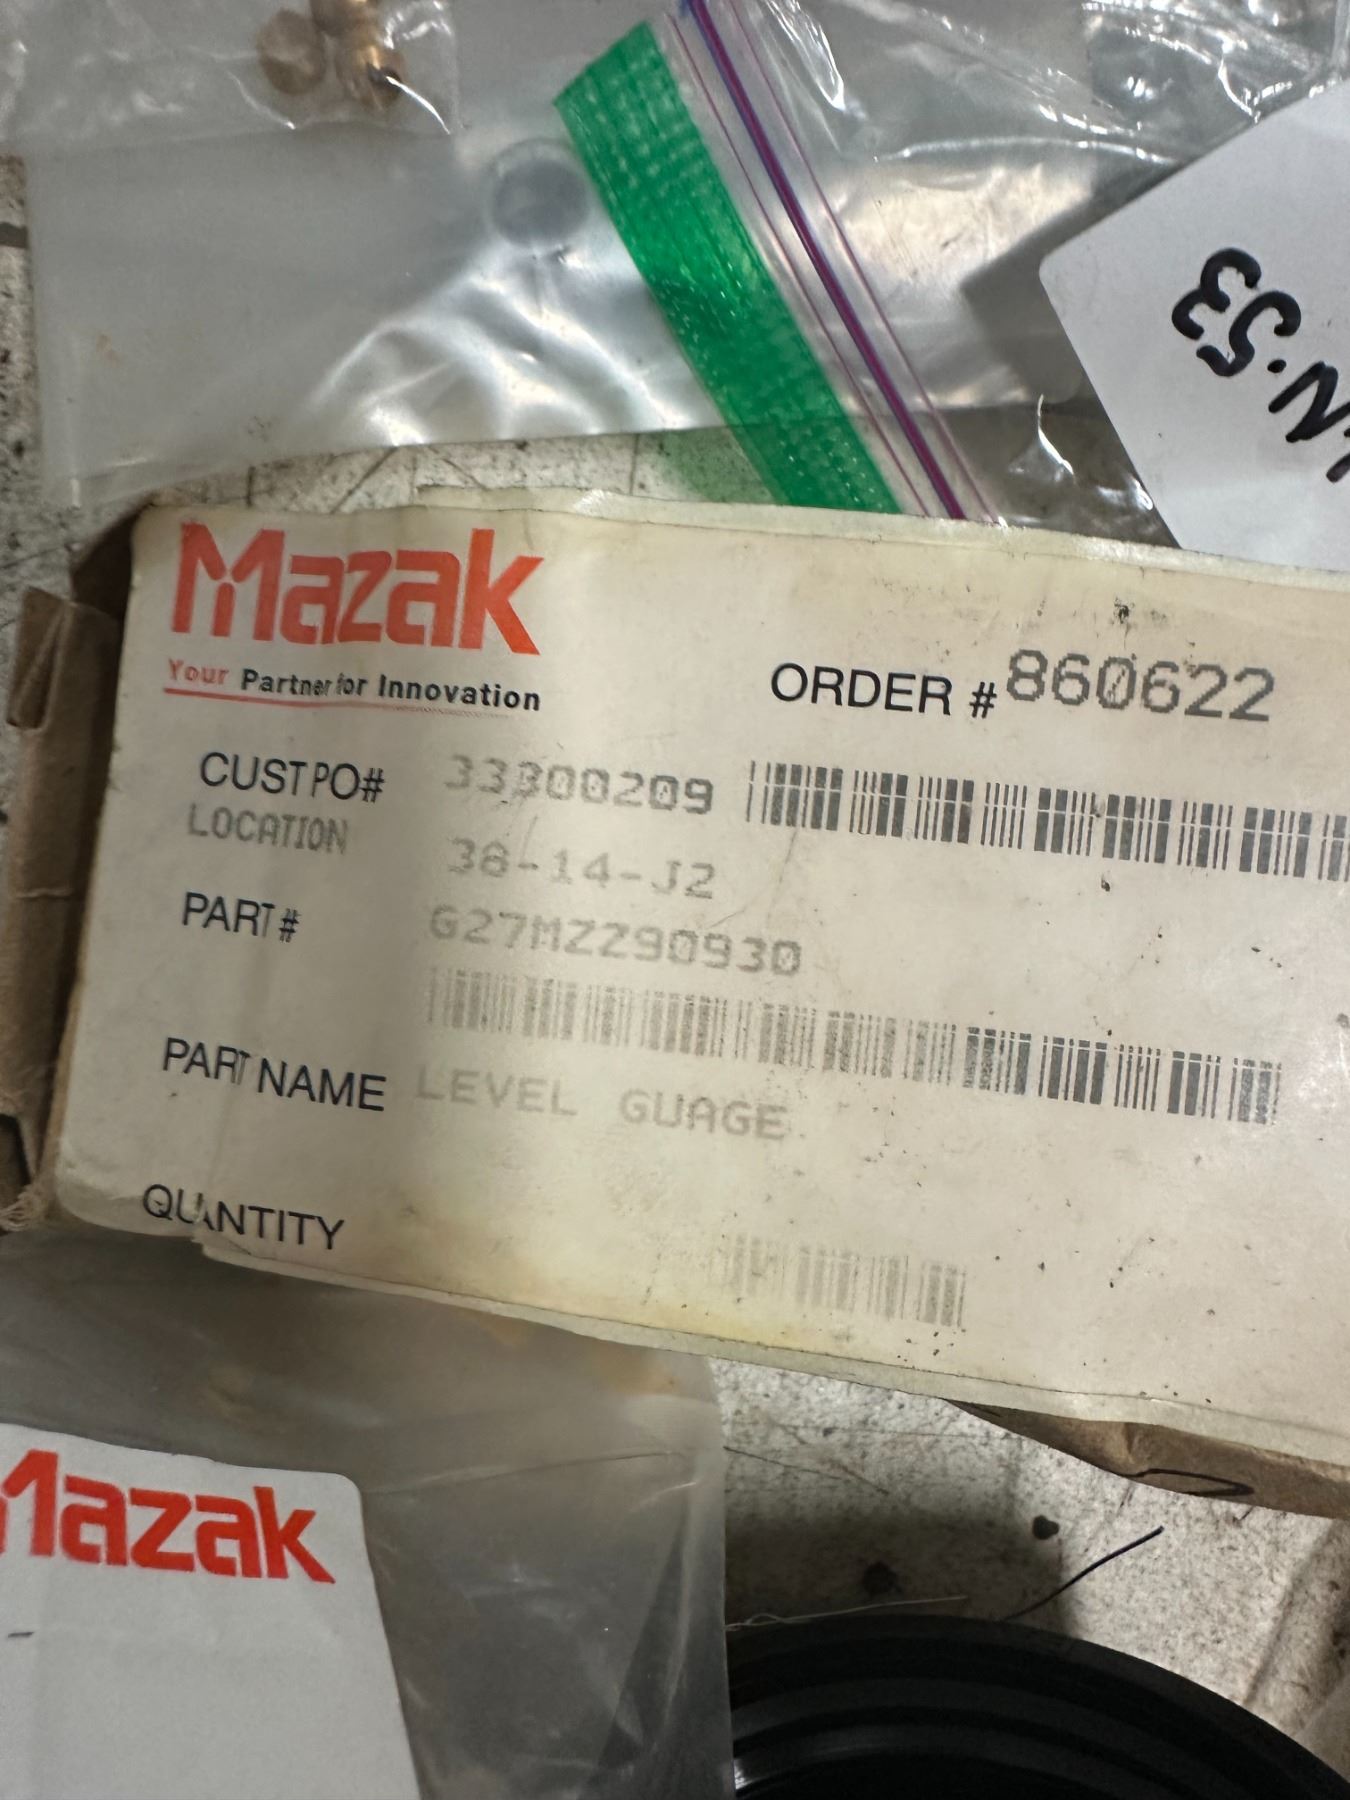 N.53
Mazak
Your Partner for Innovation
ORDER # 860622
CUST PO# 33300209
LOCATION 38-14-J2
PART # G27MZZ90930
PART NAME LEVEL GUAGE
QUANTITY
Mazak